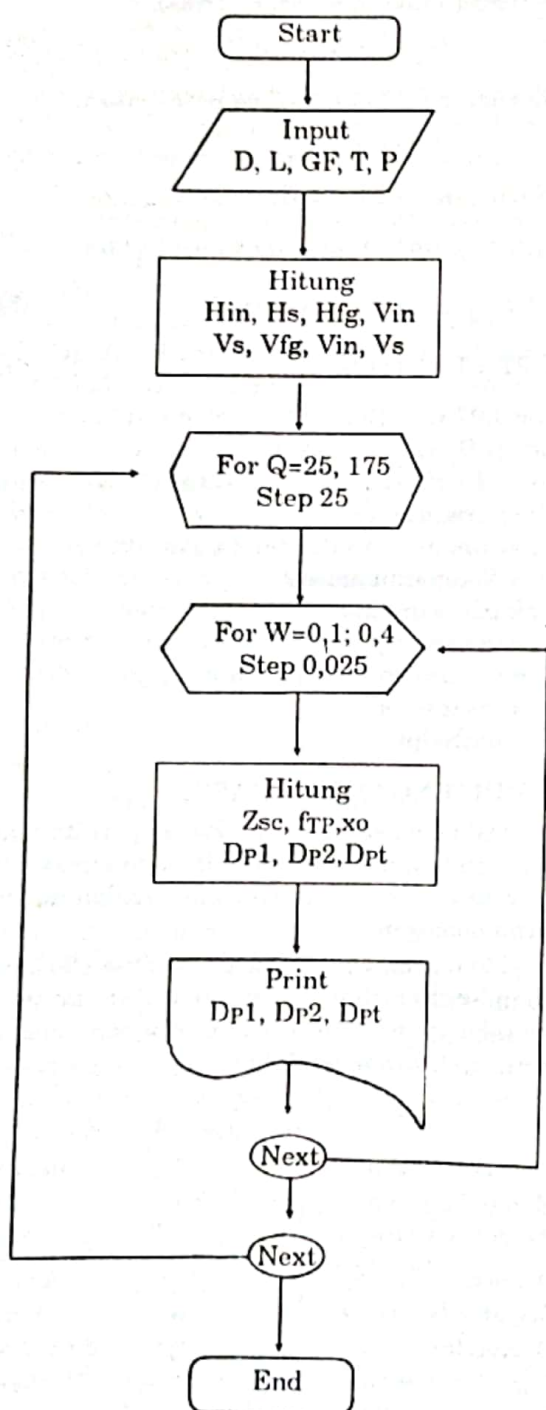 Start
Input
D, L, GF, T, P
Hitung
Hin, Hs, Hfg, Vin
Vs, Vfg, Vin, Vs
For Q=25, 175
Step 25
For W=0,1; 0,4
Step 0,025
Hitung
Zsc, fTP,xo
DP1, DP2,DPt
Print
DP1, DP2, DPt
Next
Next
End